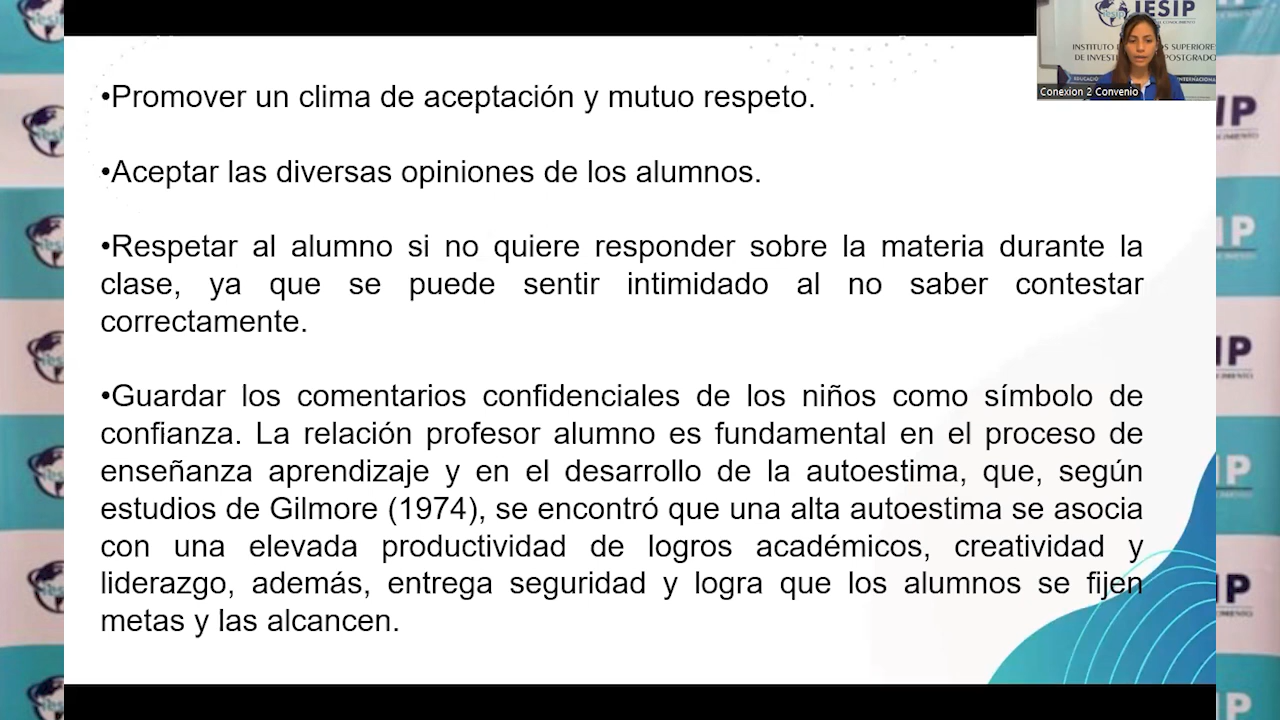 •Promover un clima de aceptación y mutuo respeto.
•Aceptar las diversas opiniones de los alumnos.
•Respetar al alumno si no quiere responder sobre la materia durante la
clase, ya que se puede sentir intimidado al no saber contestar
correctamente.
•Guardar los comentarios confidenciales de los niños como símbolo de
confianza. La relación profesor alumno es fundamental en el proceso de
enseñanza aprendizaje y en el desarrollo de la autoestima, que, según
estudios de Gilmore (1974), se encontró que una alta autoestima se asocia
con una elevada productividad de logros académicos, creatividad y
liderazgo, además, entrega seguridad y logra que los alumnos se fijen
metas y las alcancen.
IESIP
INSTITUTO
SUPERIORES
DE
POSTGRADO
Conexion 2 Convenio